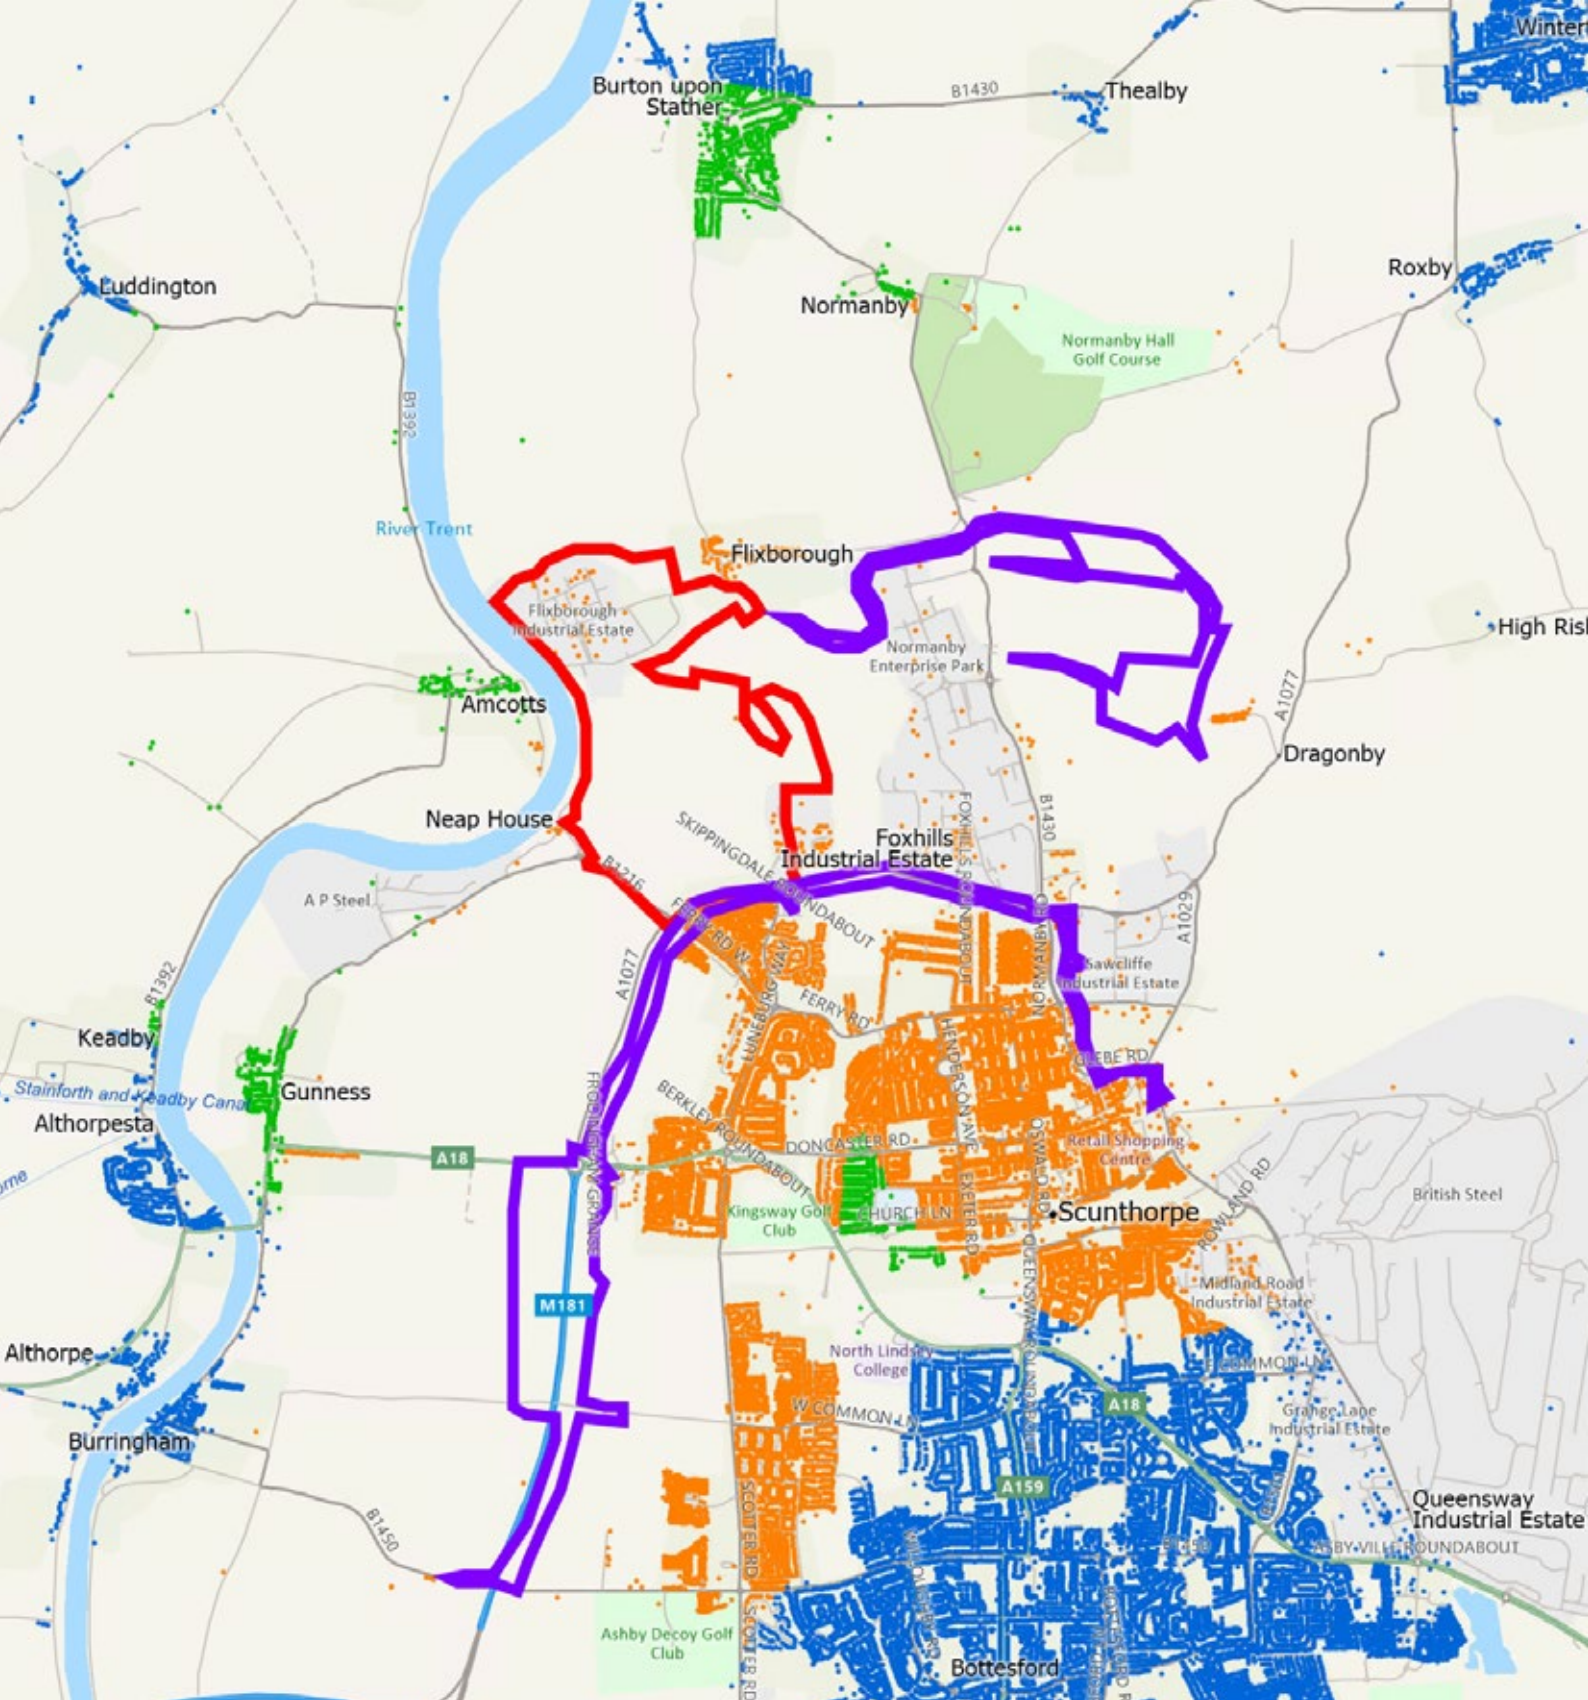 Winter
Burton upon
Stather
B1430
Thealby
Luddington
Roxby
Normanby
Normanby Hall
Golf Course
B1392
River Trent
Flixborough
Flixborough
Industrial Estate
High Ris
Normanby
Enterprise Park
Amcotts
A1077
Dragonby
Neap House
SKIPPINGDALE ROUNDABOUT
FOXHILLS ROUNDABOUT
B1430
Foxhills
Industrial Estate
B1216
A P Steel
FERRY RD W
A1029
A1077
NORMANBY
Sawcliffe
Industrial Estate
B1392
LUNEBURG WAY
FERRY RD
Keadby
HENDERSON AVE
GLEBE RD
Stainforth and Keadby Canal
Gunness
FRODINGHAM GRANGE
BERKLEY ROUNDABOUT
Althorpesta
A18
DONCASTER RD
OSWALD RD
Retail Shopping
Centre
EXETER RD
ROWLAND RD
British Steel
Kingsway Golf
Club
CHURCH LN
Scunthorpe
QUEENSWAY ROUNDABOUT
M181
Midland Road
Industrial Estate
Althorpe
North Lindsey
College
E COMMON LN
W COMMON LN
A18
Grange Lane
Industrial Estate
Burringham
A159
SCOTTER RD
Queensway
Industrial Estate
B1450
ASBY VILLE ROUNDABOUT
SCOTTER RD
Ashby Decoy Golf
Club
Bottesford